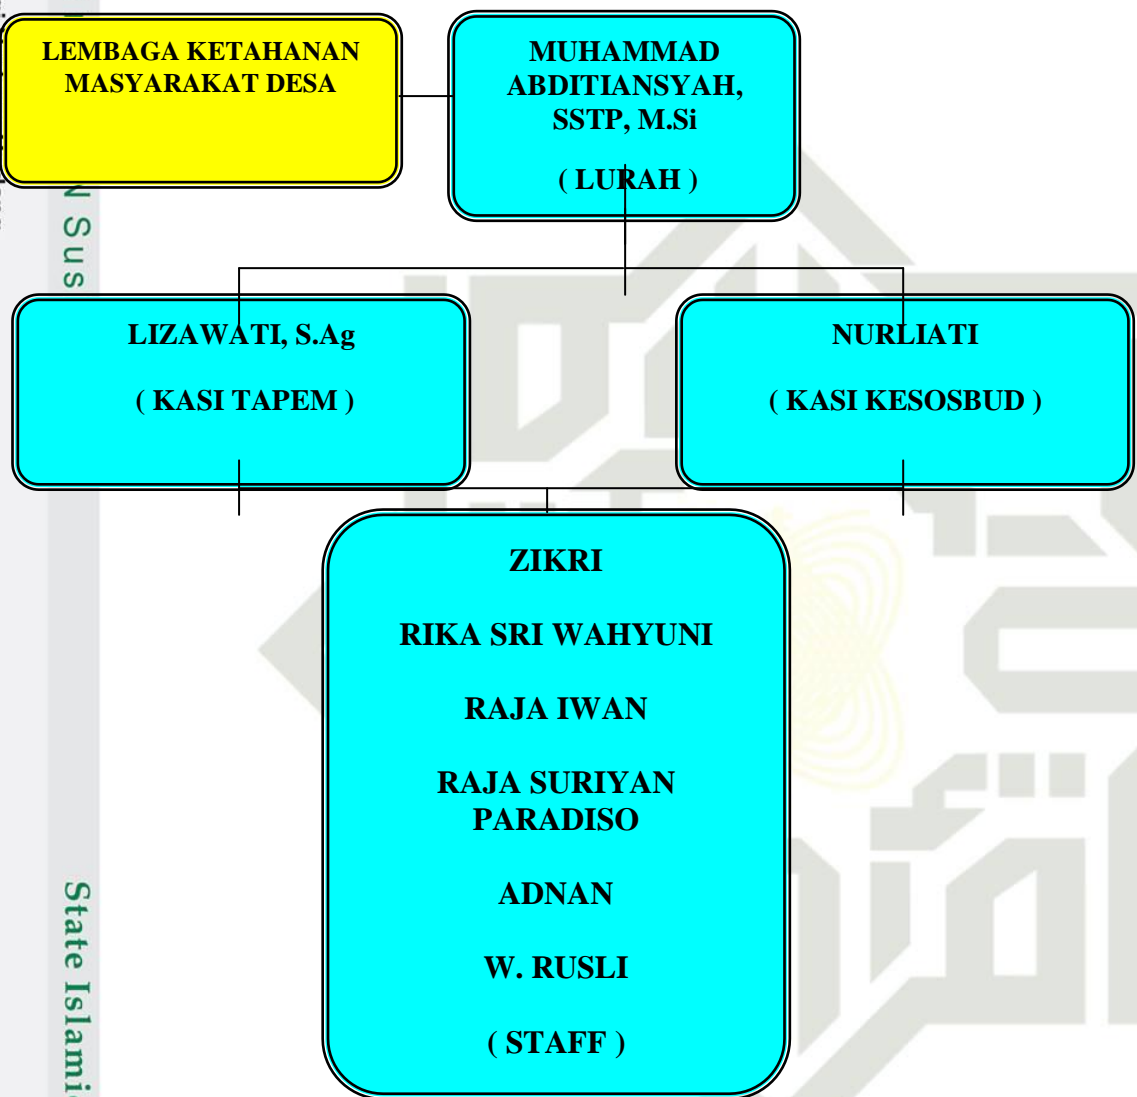 LEMBAGA KETAHANAN
MASYARAKAT DESA
MUHAMMAD
ABDITIANSYAH,
SSTP, M.Si
( LURAH )
LIZAWATI, S.Ag
( KASI TAPEM )
NURLIATI
( KASI KESOSBUD )
ZIKRI
RIKA SRI WAHYUNI
RAJA IWAN
RAJA SURIYAN
PARADISO
ADNAN
W. RUSLI
( STAFF )
N Sus
State Islamic